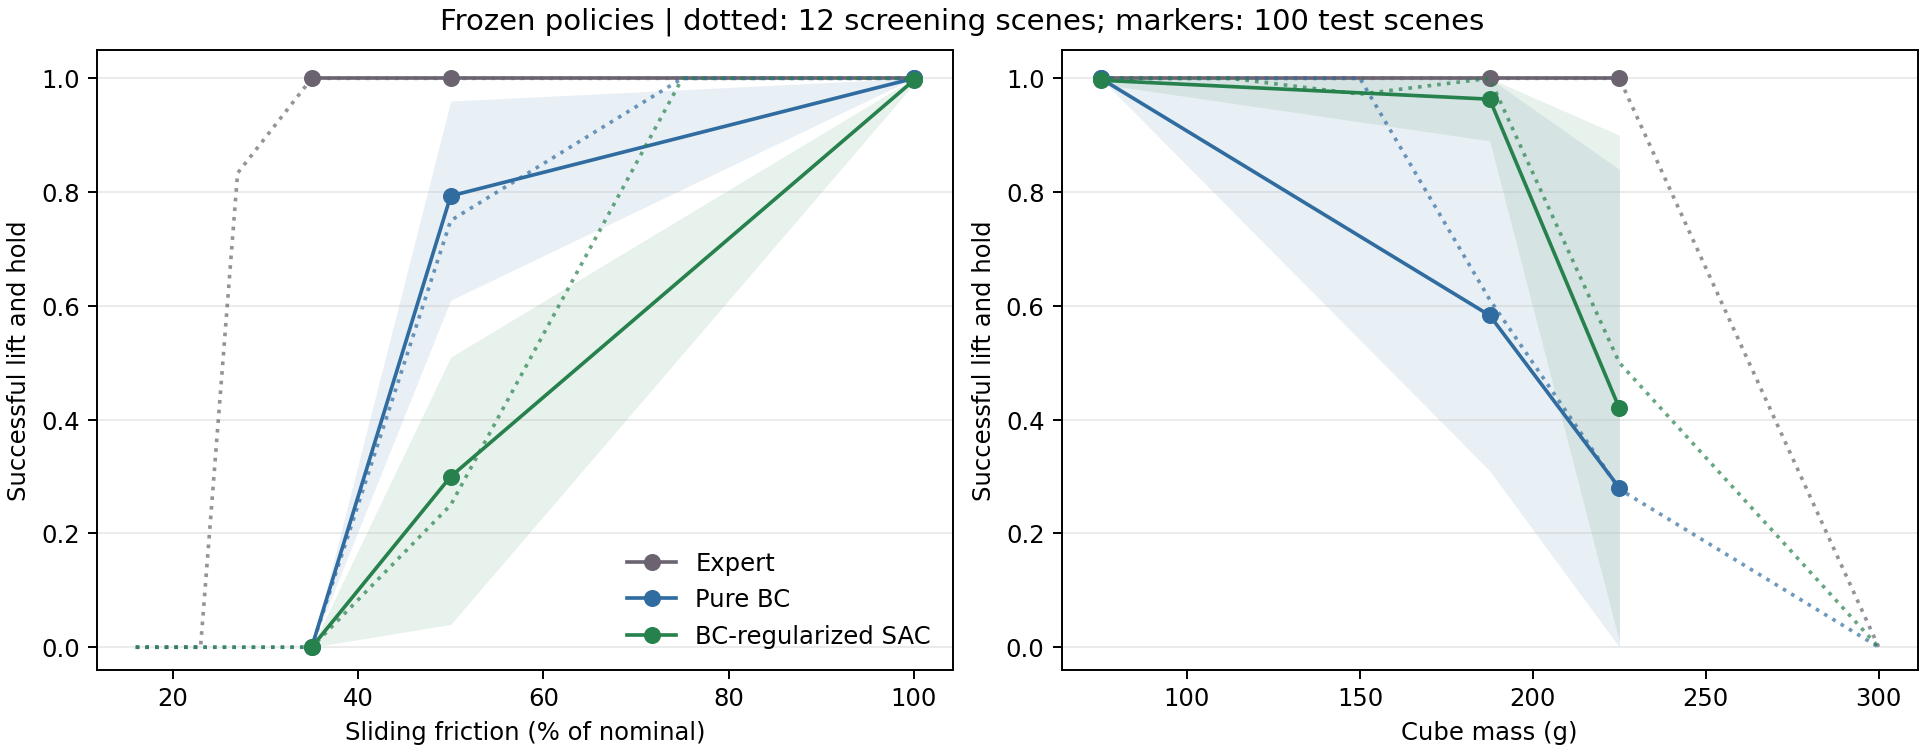 Frozen policies | dotted: 12 screening scenes; markers: 100 test scenes
Successful lift and hold
1.0
0.8
0.6
0.4
0.2
0.0
20 40 60 80 100
Sliding friction (% of nominal)
Expert
Pure BC
BC-regularized SAC
Successful lift and hold
1.0
0.8
0.6
0.4
0.2
0.0
100 150 200 250 300
Cube mass (g)